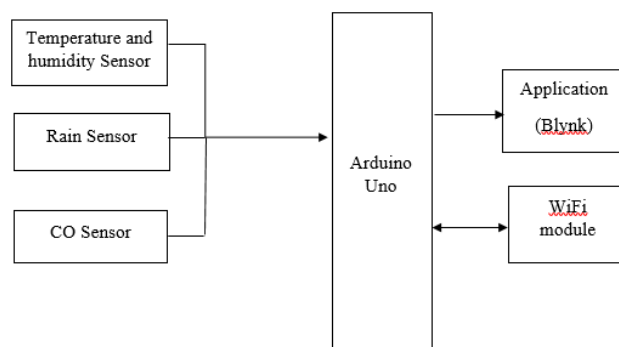 Temperature and
humidity Sensor
Rain Sensor
CO Sensor
Arduino
Uno
Application
(Blynk)
WiFi
module